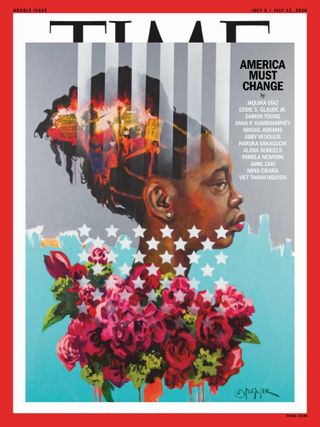 DOUBLE ISSUE
JULY 6 / JULY 13, 2020
TIME
AMERICA
MUST
CHANGE
by
JAQUIRA DÍAZ
EDDIE S. GLAUDE JR.
DAMON YOUNG
ANNA P. KAMBHAMPATY
ABIGAIL ABRAMS
ABBY VESOULIS
HARUKA SAKAGUCHI
ALANA SEMUELS
PAMELA NEWKIRK
JAMIL ZAKI
MINA CIKARA
VIET THANH NGUYEN
time.com